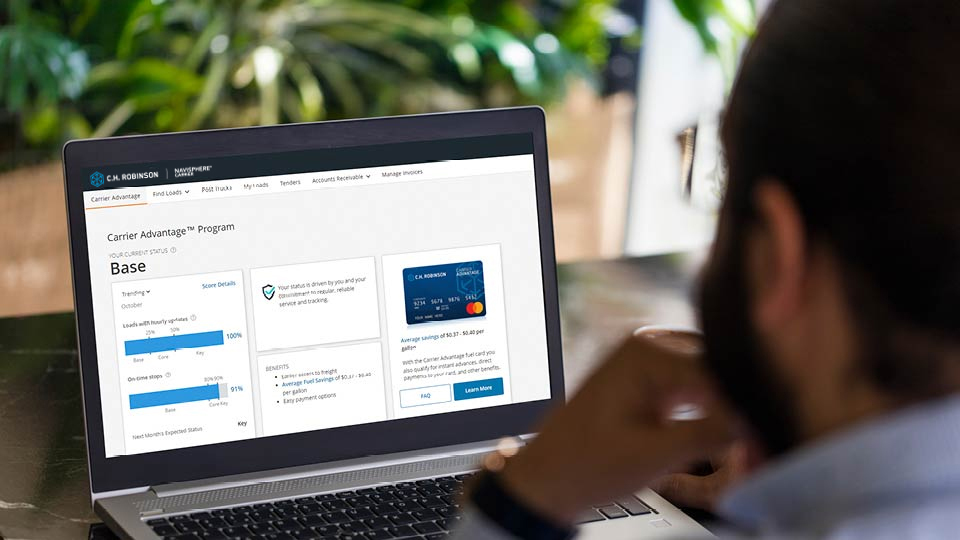 C.H. ROBINSON | NAVISPHERE® CARRIER
Carrier Advantage Find Loads Post Trucks My Loads Tenders Accounts Receivable Manage Invoices
Carrier Advantage™ Program
YOUR CURRENT STATUS
Base
Trending
Score Details
October
Loads with hourly updates
25% 50%
100%
Base Core Key
On-time stops
80% 90%
91%
Base Core Key
Next Month's Expected Status Key
Your status is driven by you and your
commitment to regular, reliable
service and tracking.
BENEFITS
• Earlier access to freight
• Average Fuel Savings of $0.37 - $0.40
per gallon
• Easy payment options
C.H. ROBINSON CARRIER ADVANTAGE
9234 5678 9876
YOUR NAME HERE
Average savings of $0.37 - $0.40 per
gallon
With the Carrier Advantage fuel card you
also qualify for instant advances, direct
payments to your card, and other benefits.
FAQ Learn More